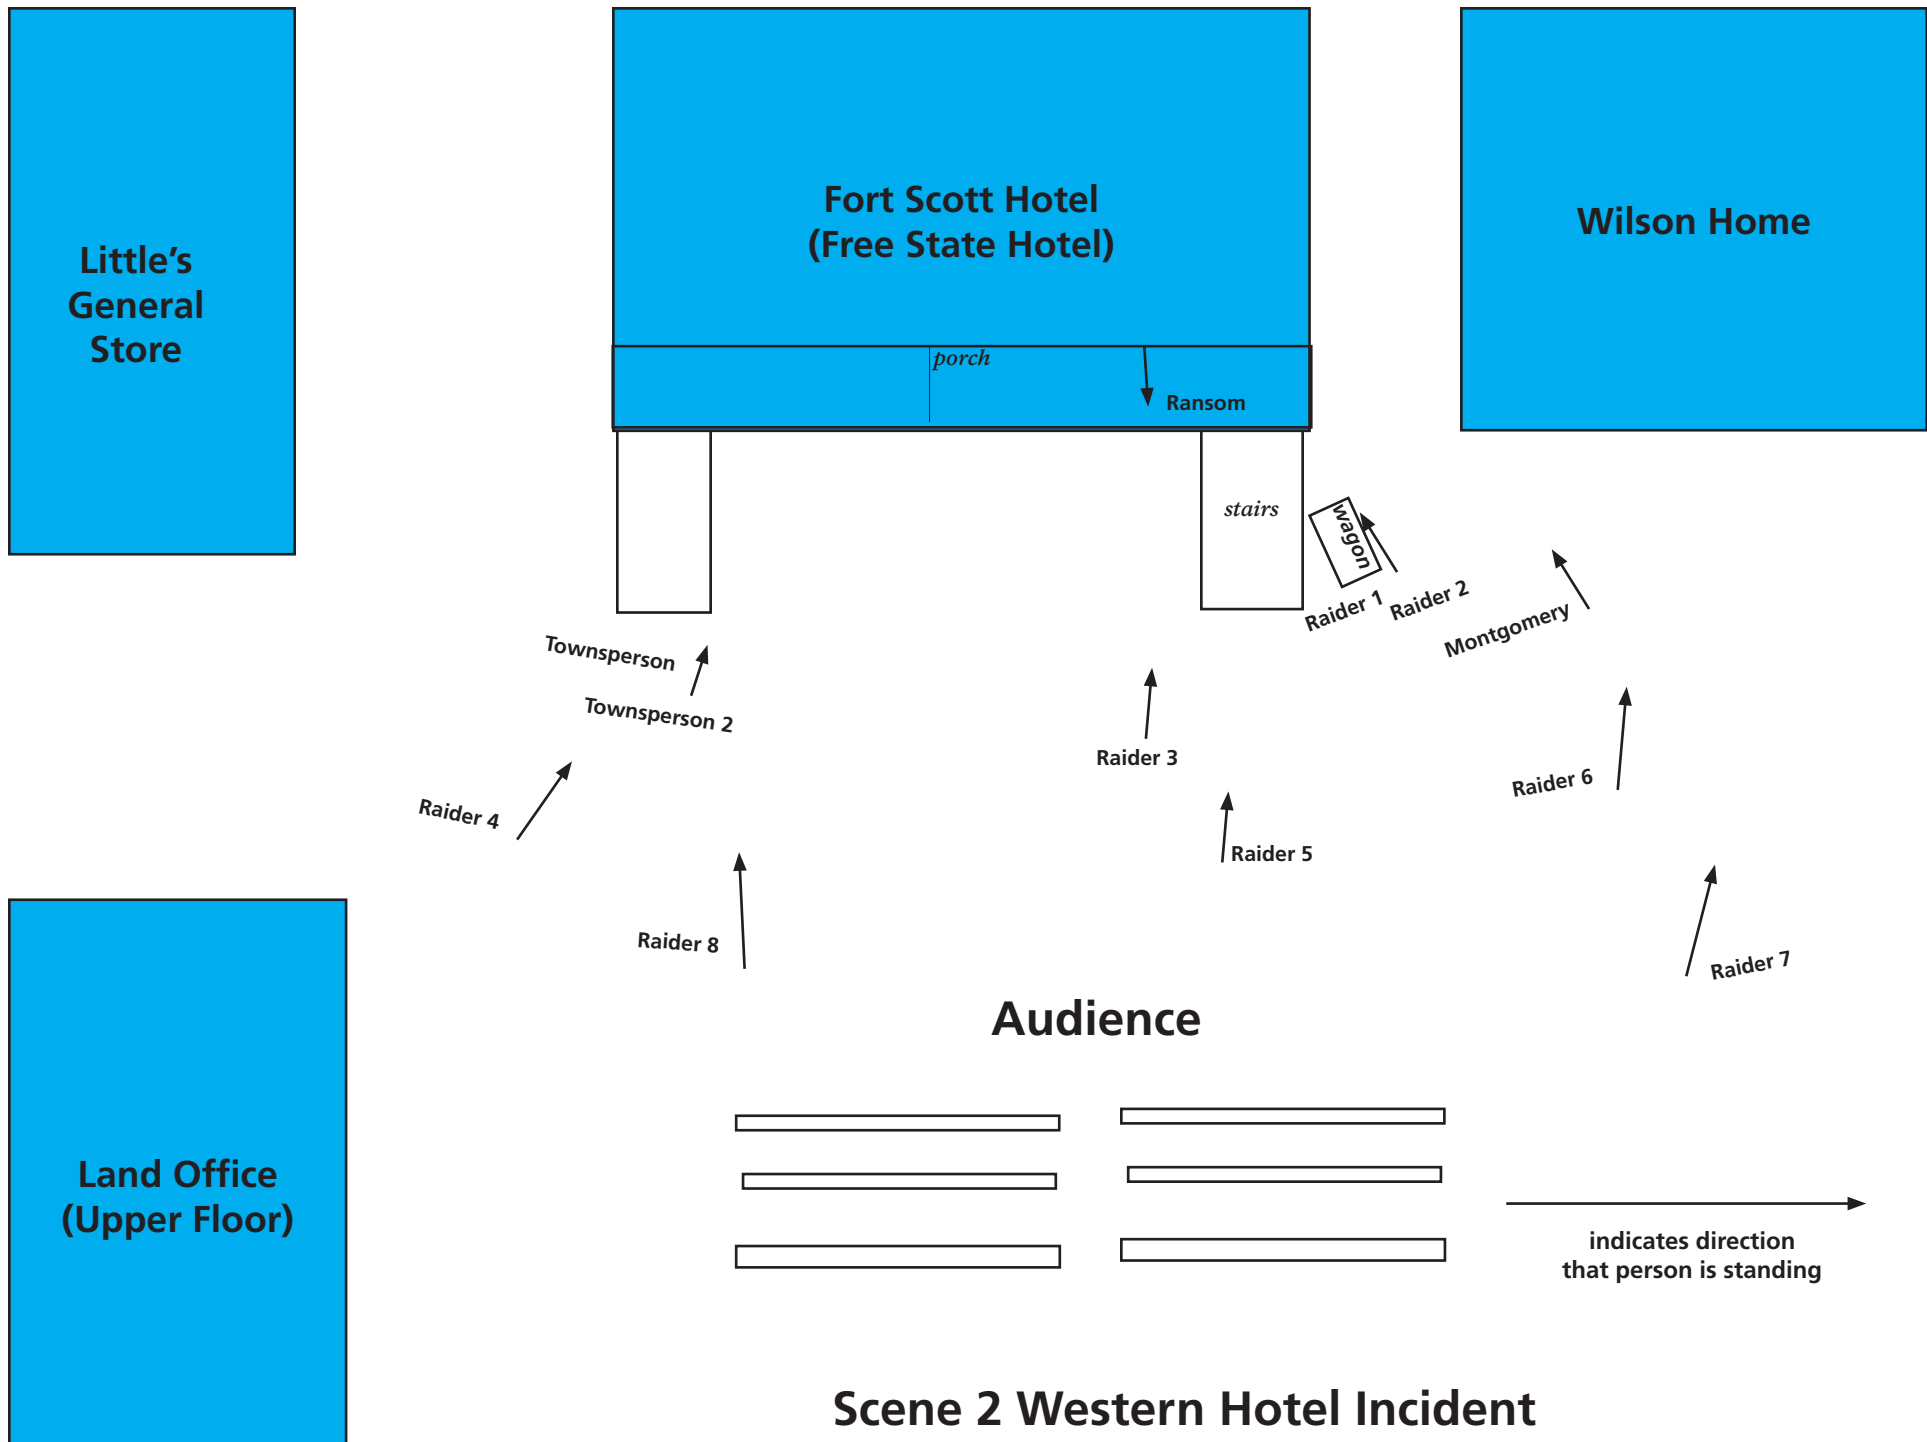 Little's
General
Store
Fort Scott Hotel
(Free State Hotel)
Wilson Home
porch
Ransom
stairs
wagon
Raider 1
Raider 2
Montgomery
Townsperson
Townsperson 2
Raider 3
Raider 4
Raider 5
Raider 6
Raider 8
Raider 7
Audience
Land Office
(Upper Floor)
indicates direction
that person is standing
Scene 2 Western Hotel Incident